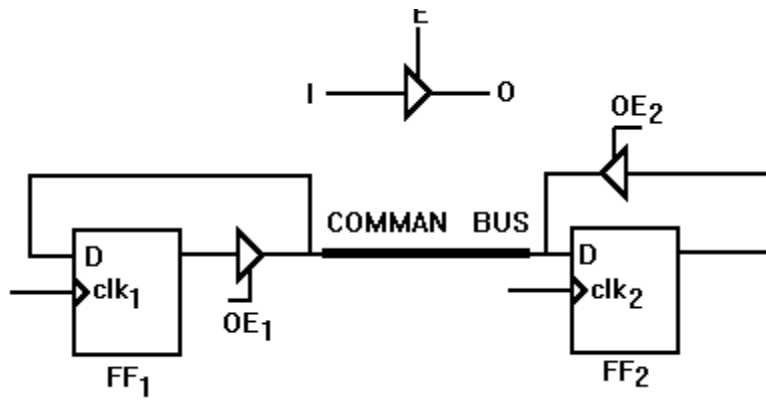 E
I O
OE2
COMMAN BUS
D D
clk1 clk2
OE1
FF1 FF2